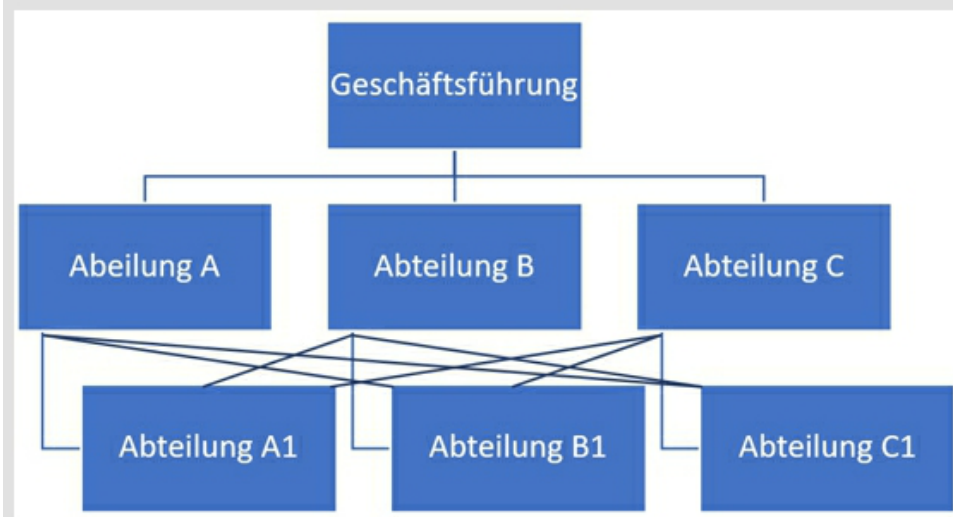 Geschäftsführung
Abeilung A
Abteilung B
Abteilung C
Abteilung A1
Abteilung B1
Abteilung C1